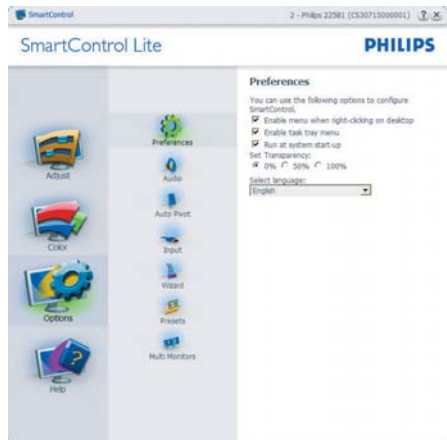 SmartControl
2 - Philips 225B1 (CS30715000001)
SmartControl Lite
PHILIPS
Adjust
Color
Options
Help
Preferences
Audio
Auto Pivot
Input
Wizard
Presets
Multi Monitors
Preferences
You can use the following options to configure
SmartControl.
Enable menu when right-clicking on desktop
Enable task tray menu
Run at system start-up
Set Transparency:
0% 50% 100%
Select language:
English